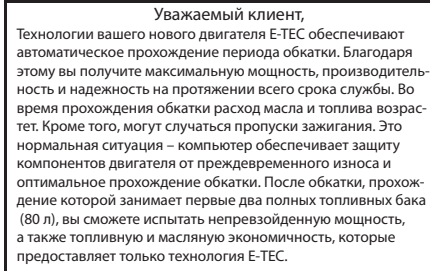 Уважаемый клиент,
Технологии вашего нового двигателя E-TEC обеспечивают
автоматическое прохождение периода обкатки. Благодаря
этому вы получите максимальную мощность, производитель-
ность и надежность на протяжении всего срока службы. Во
время прохождения обкатки расход масла и топлива возрас-
тет. Кроме того, могут случаться пропуски зажигания. Это
нормальная ситуация – компьютер обеспечивает защиту
компонентов двигателя от преждевременного износа и
оптимальное прохождение обкатки. После обкатки, прохож-
дение которой занимает первые два полных топливных бака
(80 л), вы сможете испытать непревзойденную мощность,
а также топливную и масляную экономичность, которые
предоставляет только технология E-TEC.